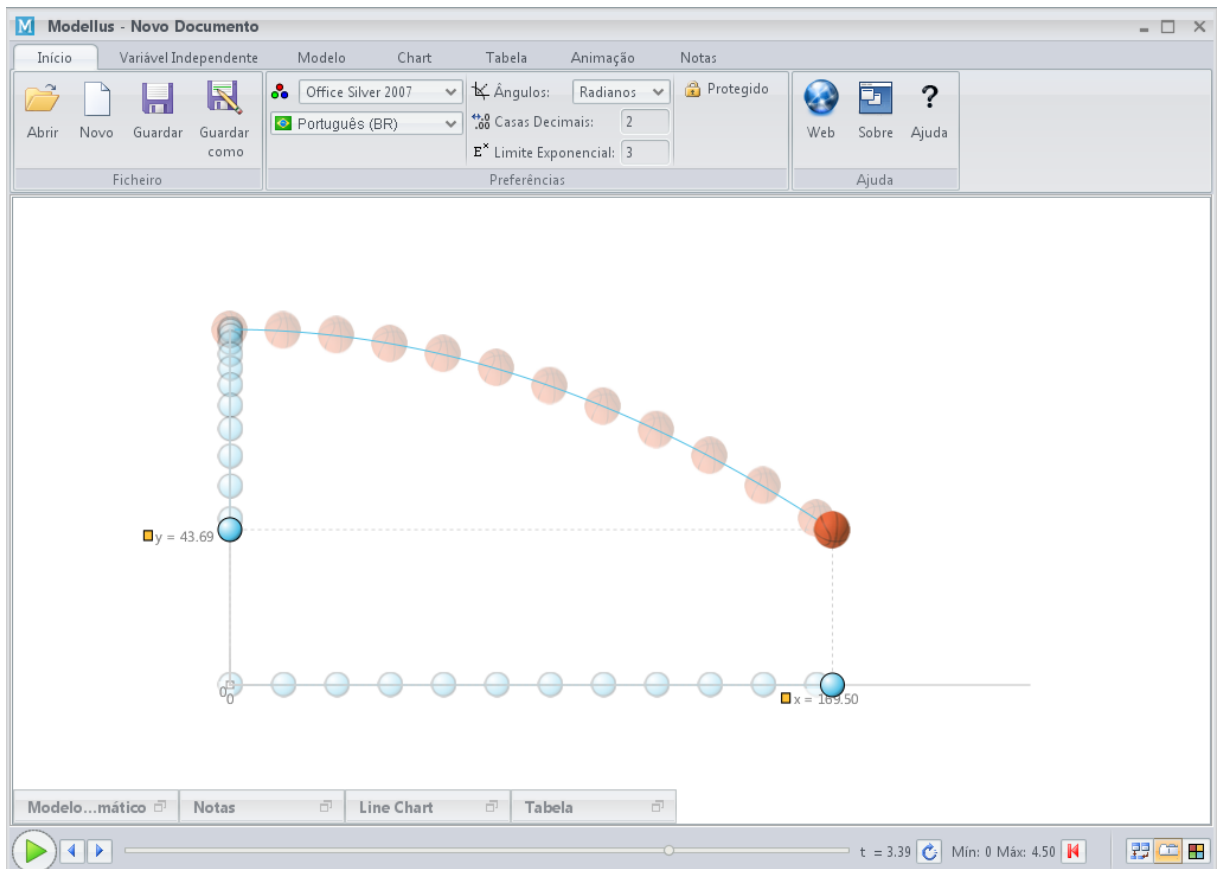 Modellus - Novo Documento
Início Variável Independente Modelo Chart Tabela Animação Notas
Abrir Novo Guardar Guardar como
Office Silver 2007
Português (BR)
Ângulos: Radianos
Casas Decimais: 2
Limite Exponencial: 3
Protegido
Web Sobre Ajuda
Ficheiro Preferências Ajuda
y = 43.69
0
0
x = 169.50
Modelo...mático Notas Line Chart Tabela
t = 3.39 Mín: 0 Máx: 4.50